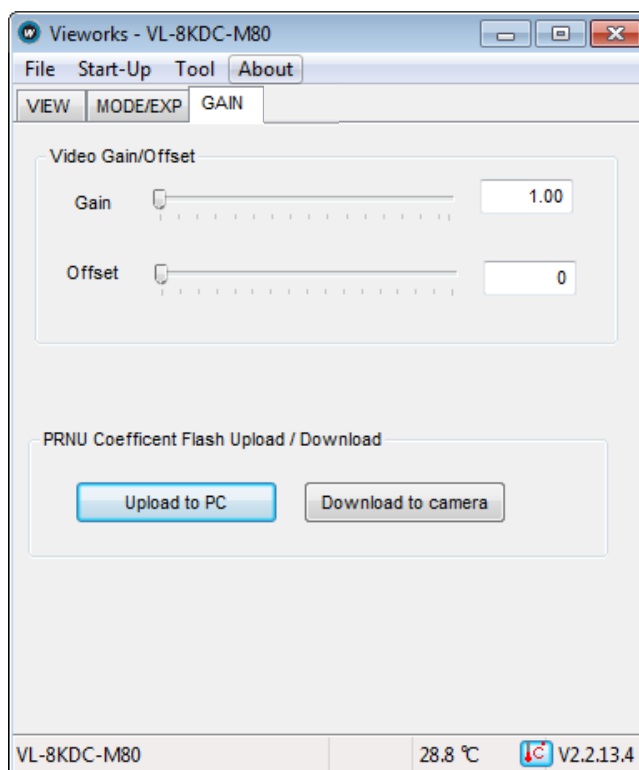 Vieworks - VL-8KDC-M80
File Start-Up Tool About
VIEW MODE/EXP GAIN
Video Gain/Offset
Gain 1.00
Offset 0
PRNU Coefficent Flash Upload / Download
Upload to PC Download to camera
VL-8KDC-M80 28.8 ℃ C V2.2.13.4